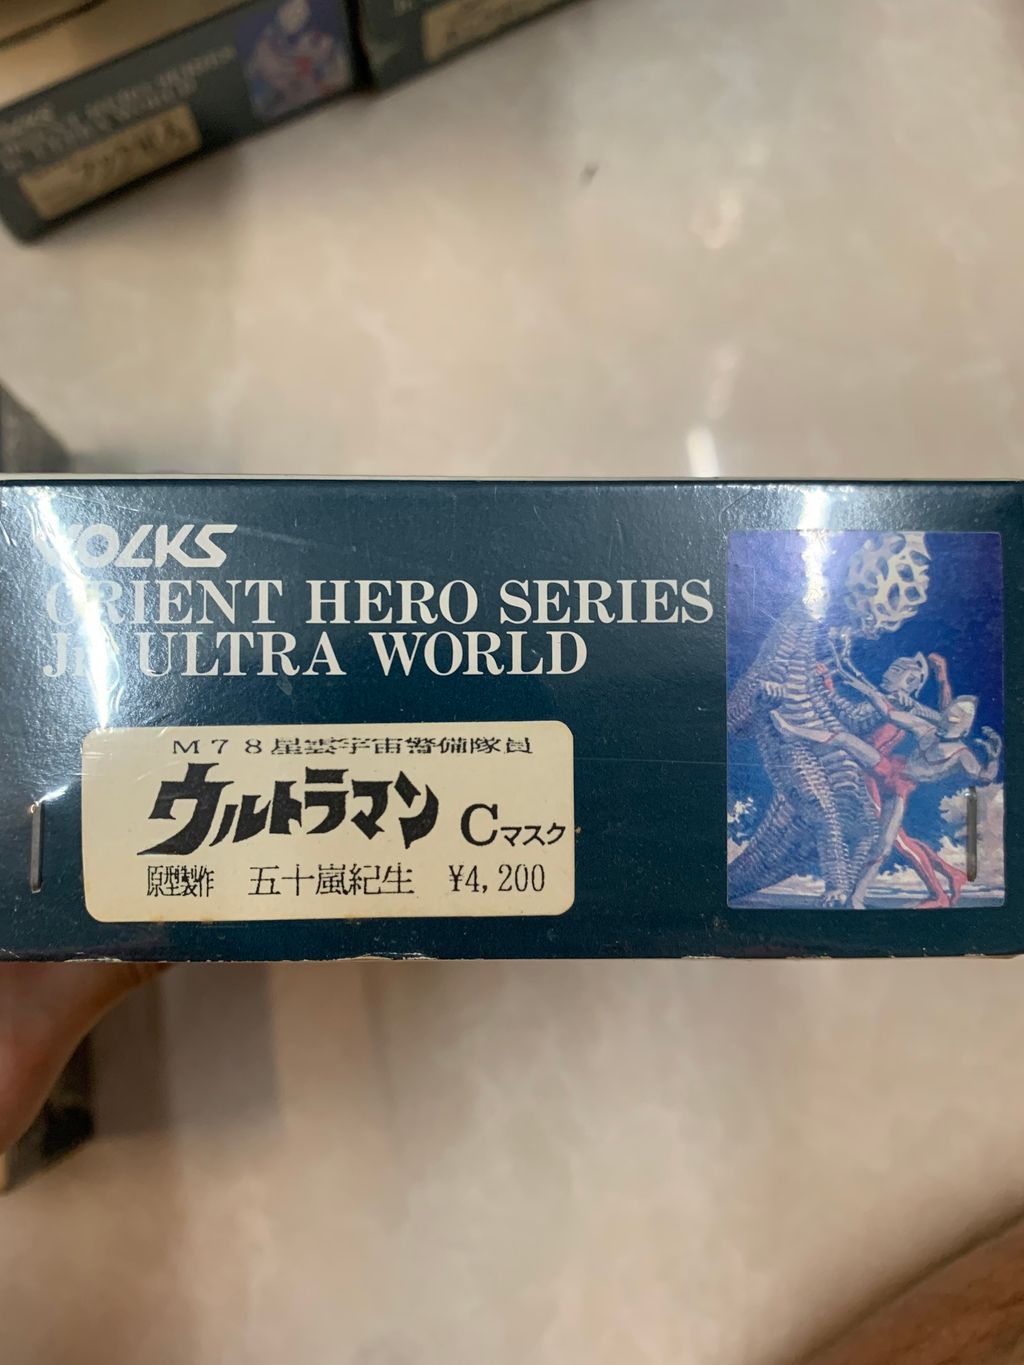 VOLKS
ORIENT HERO SERIES
Jr. ULTRA WORLD
M78星雲宇宙警備隊員
ウルトラマン Cマスク
原型製作 五十嵐紀生 ¥4,200